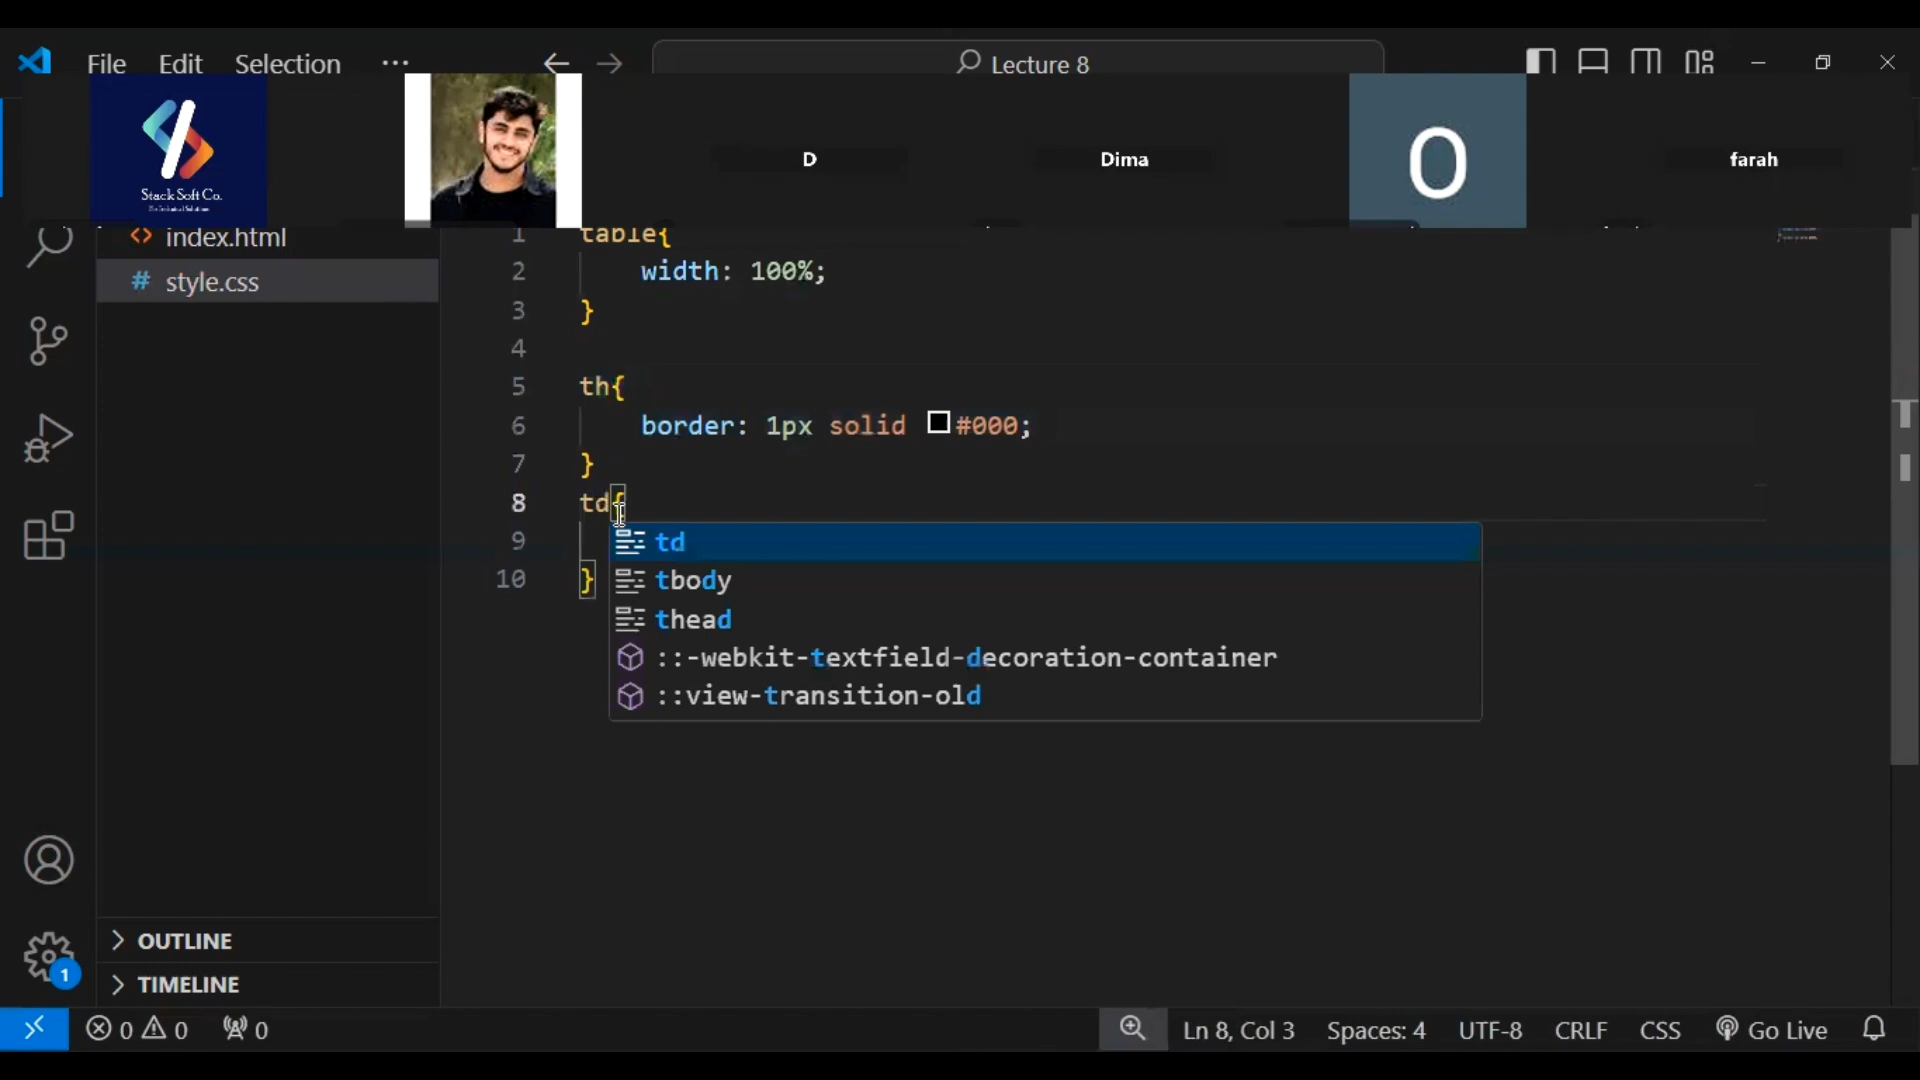 File Edit Selection ...
Lecture 8
Stack Soft Co.
D
Dima
O
farah
index.html
style.css
1 table{
2 width: 100%;
3 }
4
5 th{
6 border: 1px solid #000;
7 }
8 td{
9
10 }
td
tbody
thead
::-webkit-textfield-decoration-container
::view-transition-old
OUTLINE
1
TIMELINE
0 0 0
Ln 8, Col 3 Spaces: 4 UTF-8 CRLF CSS Go Live